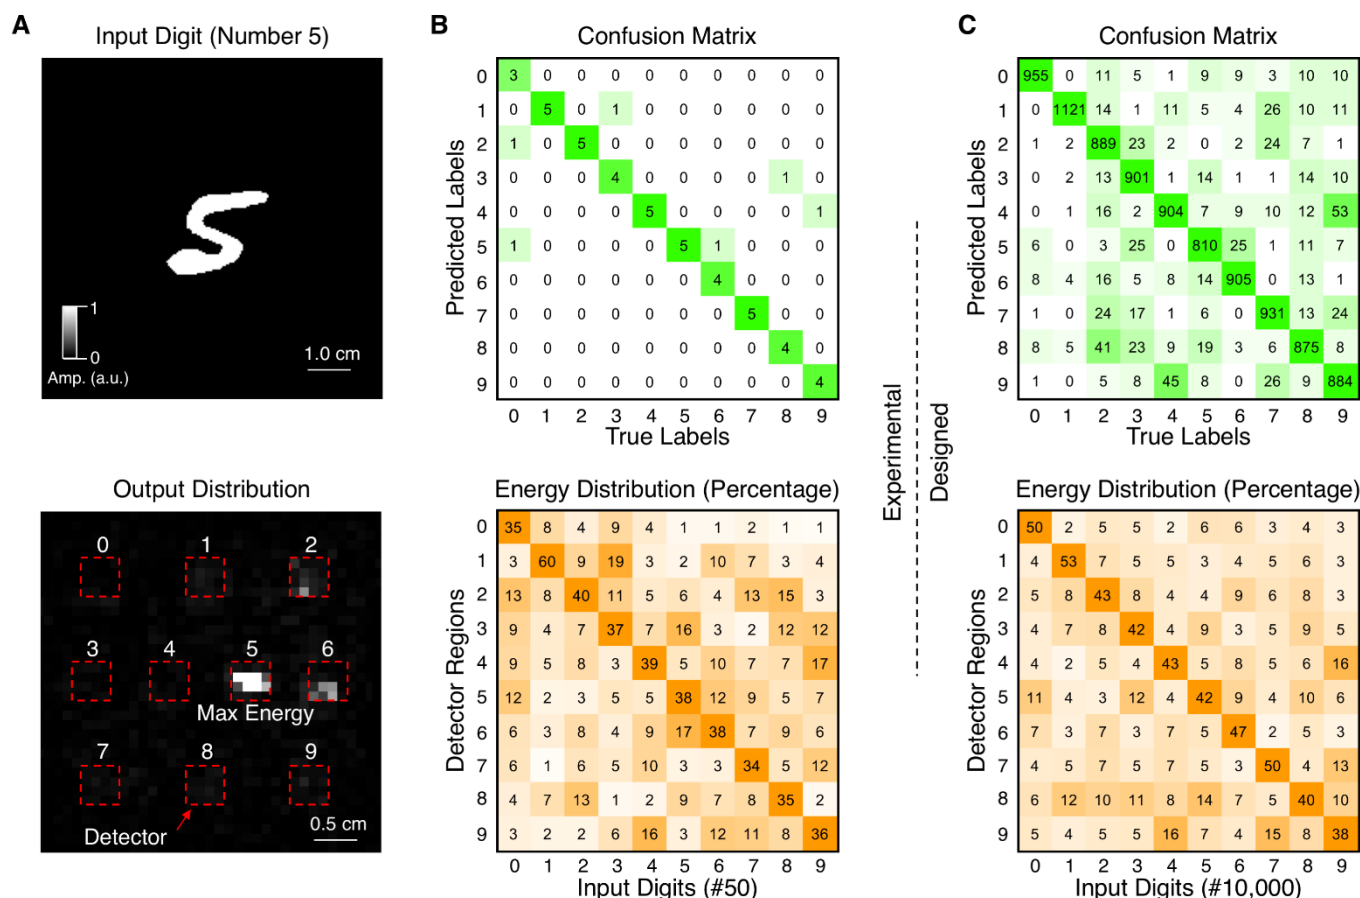 A
Input Digit (Number 5)
1
0
Amp. (a.u.)
1.0 cm
Output Distribution
0 1 2
3 4 5 6
Max Energy
7 8 9
Detector
0.5 cm
B
Confusion Matrix
Predicted Labels
0 3 0 0 0 0 0 0 0 0 0
1 0 5 0 1 0 0 0 0 0 0
2 1 0 5 0 0 0 0 0 0 0
3 0 0 0 4 0 0 0 0 1 0
4 0 0 0 0 5 0 0 0 0 1
5 1 0 0 0 0 5 1 0 0 0
6 0 0 0 0 0 0 4 0 0 0
7 0 0 0 0 0 0 0 5 0 0
8 0 0 0 0 0 0 0 0 4 0
9 0 0 0 0 0 0 0 0 0 4
0 1 2 3 4 5 6 7 8 9
True Labels
Energy Distribution (Percentage)
Detector Regions
0 35 8 4 9 4 1 1 2 1 1
1 3 60 9 19 3 2 10 7 3 4
2 13 8 40 11 5 6 4 13 15 3
3 9 4 7 37 7 16 3 2 12 12
4 9 5 8 3 39 5 10 7 7 17
5 12 2 3 5 5 38 12 9 5 7
6 6 3 8 4 9 17 38 7 9 6
7 6 1 6 5 10 3 3 34 5 12
8 4 7 13 1 2 9 7 8 35 2
9 3 2 2 6 16 3 12 11 8 36
0 1 2 3 4 5 6 7 8 9
Input Digits (#50)
Experimental
Designed
C
Confusion Matrix
Predicted Labels
0 955 0 11 5 1 9 9 3 10 10
1 0 1121 14 1 11 5 4 26 10 11
2 1 2 889 23 2 0 2 24 7 1
3 0 2 13 901 1 14 1 1 14 10
4 0 1 16 2 904 7 9 10 12 53
5 6 0 3 25 0 810 25 1 11 7
6 8 4 16 5 8 14 905 0 13 1
7 1 0 24 17 1 6 0 931 13 24
8 8 5 41 23 9 19 3 6 875 8
9 1 0 5 8 45 8 0 26 9 884
0 1 2 3 4 5 6 7 8 9
True Labels
Energy Distribution (Percentage)
Detector Regions
0 50 2 5 5 2 6 6 3 4 3
1 4 53 7 5 5 3 4 5 6 3
2 5 8 43 8 4 4 9 6 8 3
3 4 7 8 42 4 9 3 5 9 5
4 4 2 5 4 43 5 8 5 6 16
5 11 4 3 12 4 42 9 4 10 6
6 7 3 7 3 7 5 47 2 5 3
7 4 5 7 5 7 5 3 50 4 13
8 6 12 10 11 8 14 7 5 40 10
9 5 4 5 5 16 7 4 15 8 38
0 1 2 3 4 5 6 7 8 9
Input Digits (#10,000)